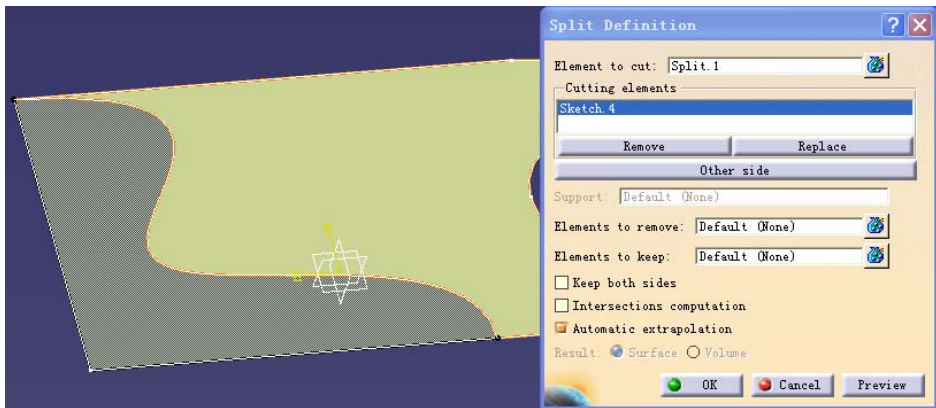 Split Definition
Element to cut: Split.1
Cutting elements
Sketch.4
Remove Replace
Other side
Support: Default (None)
Elements to remove: Default (None)
Elements to keep: Default (None)
Keep both sides
Intersections computation
Automatic extrapolation
Result: Surface Volume
OK Cancel Preview